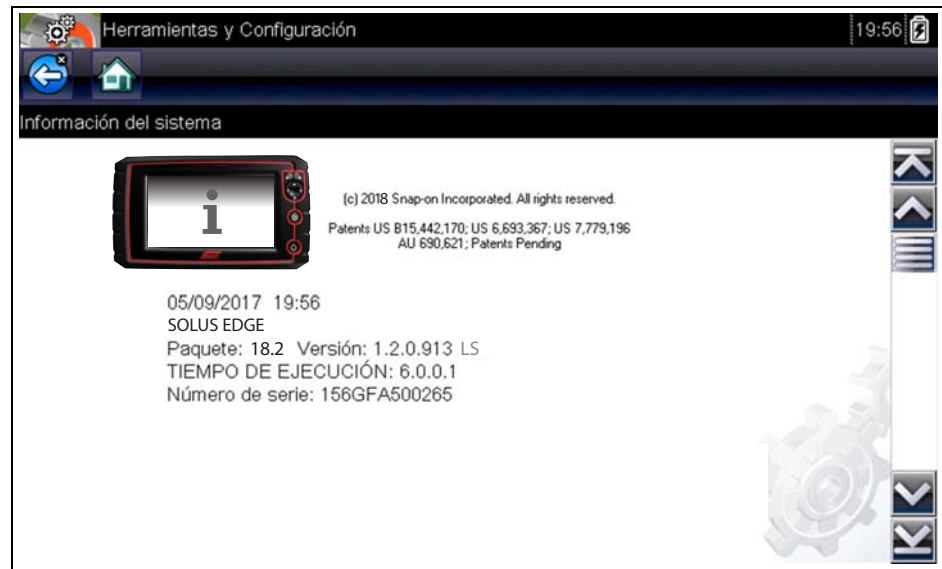 Herramientas y Configuración
19:56
Información del sistema
i
(c) 2018 Snap-on Incorporated. All rights reserved.
Patents US B15,442,170; US 6,693,367; US 7,779,196
AU 690,621; Patents Pending
05/09/2017 19:56
SOLUS EDGE
Paquete: 18.2 Versión: 1.2.0.913 LS
TIEMPO DE EJECUCIÓN: 6.0.0.1
Número de serie: 156GFA500265